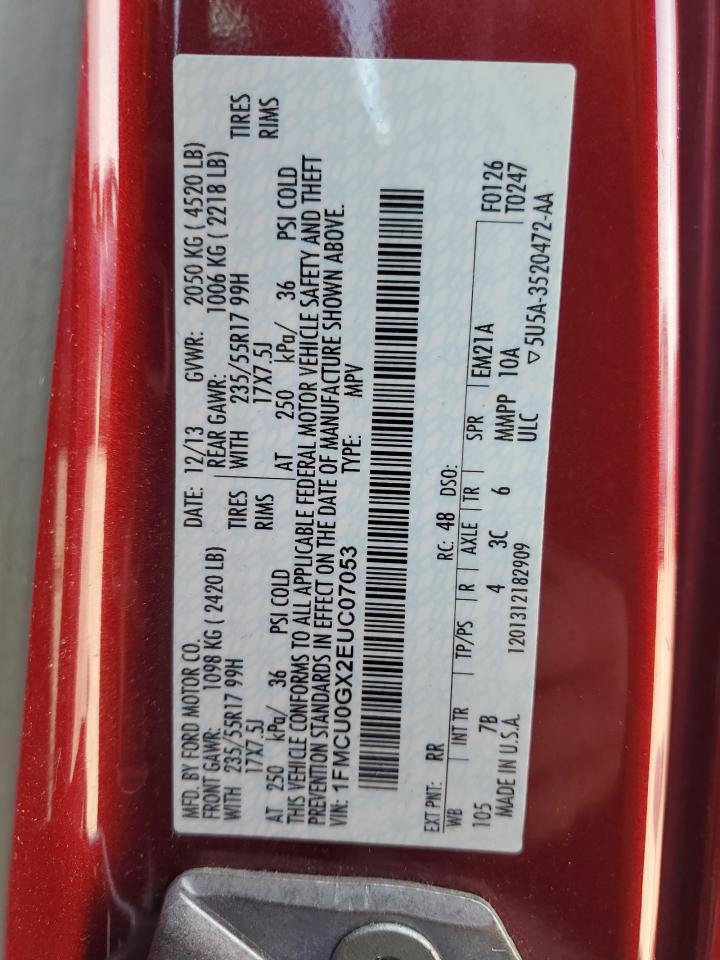 MFD. BY FORD MOTOR CO. DATE: 12/13 GVWR: 2050 KG ( 4520 LB)
FRONT GAWR: 1098 KG ( 2420 LB) REAR GAWR: 1006 KG ( 2218 LB)
WITH 235/55R17 99H TIRES WITH 235/55R17 99H TIRES
17X7.5J RIMS 17X7.5J RIMS
AT 250 kPa/ 36 PSI COLD AT 250 kPa/ 36 PSI COLD
THIS VEHICLE CONFORMS TO ALL APPLICABLE FEDERAL MOTOR VEHICLE SAFETY AND THEFT
PREVENTION STANDARDS IN EFFECT ON THE DATE OF MANUFACTURE SHOWN ABOVE.
VIN: 1FMCU0GX2EUC07053 TYPE: MPV
EXT PNT: RR RC: 48 DSO: F0126
WB INT TR TP/PS R AXLE TR SPR EM21A T0247
105 7B 4 3C 6 MMPP 10A
MADE IN U.S.A. 1201312182909 ULC ▽5U5A-3520472-AA